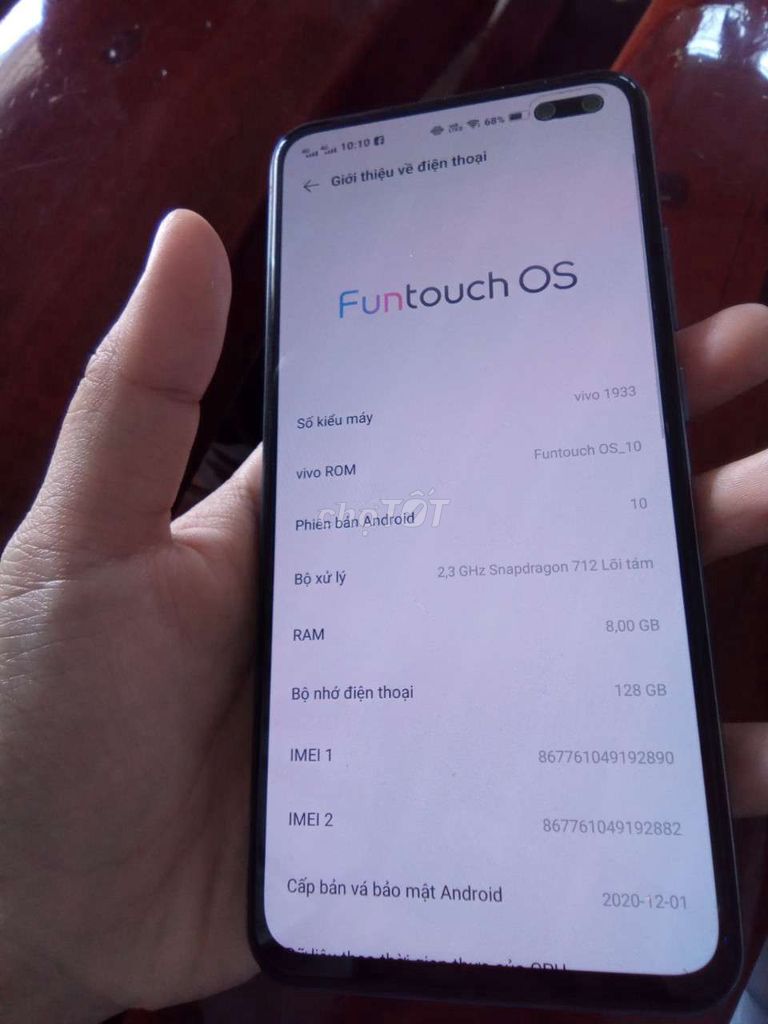 10:10 68%
Giới thiệu về điện thoại
Funtouch OS
Số kiểu máy vivo 1933
vivo ROM Funtouch OS_10
chợTỐT
Phiên bản Android 10
Bộ xử lý 2,3 GHz Snapdragon 712 Lõi tám
RAM 8,00 GB
Bộ nhớ điện thoại 128 GB
IMEI 1 867761049192890
IMEI 2 867761049192882
Cấp bản vá bảo mật Android 2020-12-01